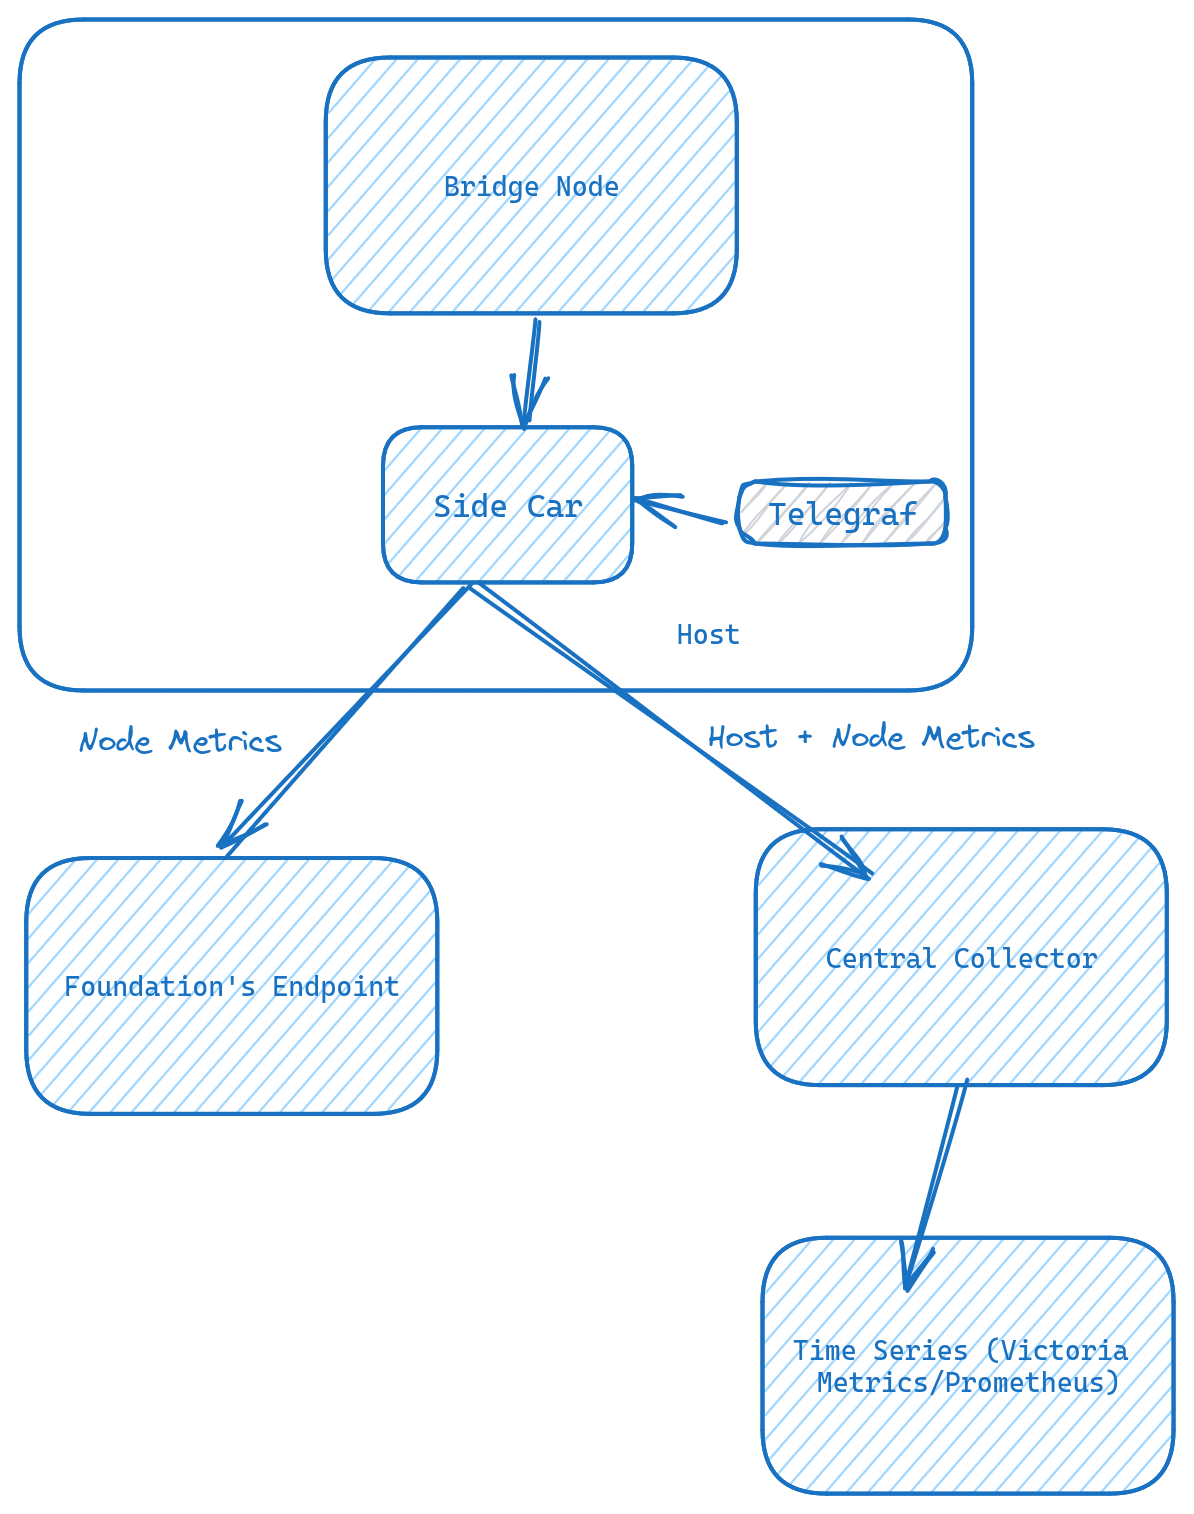 Bridge Node
Side Car
Telegraf
Host
Node Metrics
Host + Node Metrics
Foundation's Endpoint
Central Collector
Time Series (Victoria
Metrics/Prometheus)